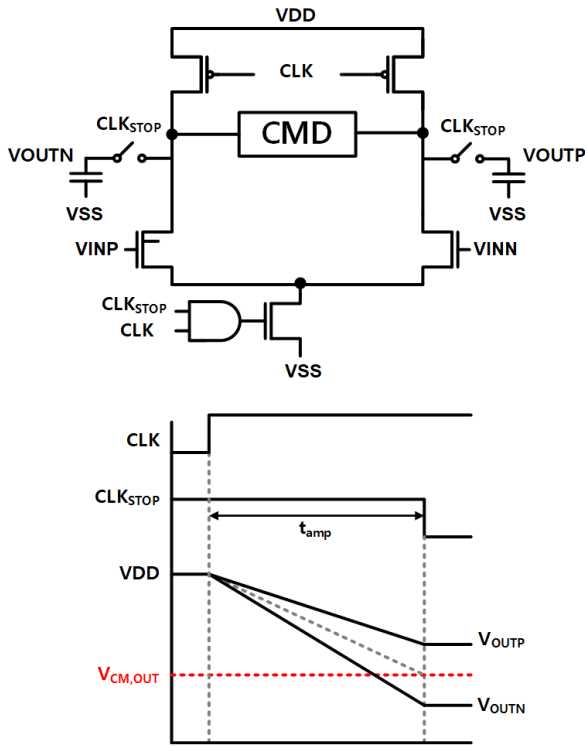 VDD
CLK
CLKSTOP
CMD
CLKSTOP
VOUTN
VOUTP
VSS
VSS
VINP
VINN
CLKSTOP
CLK
VSS
CLK
CLKSTOP
tamp
VDD
VOUTP
VCM,OUT
VOUTN